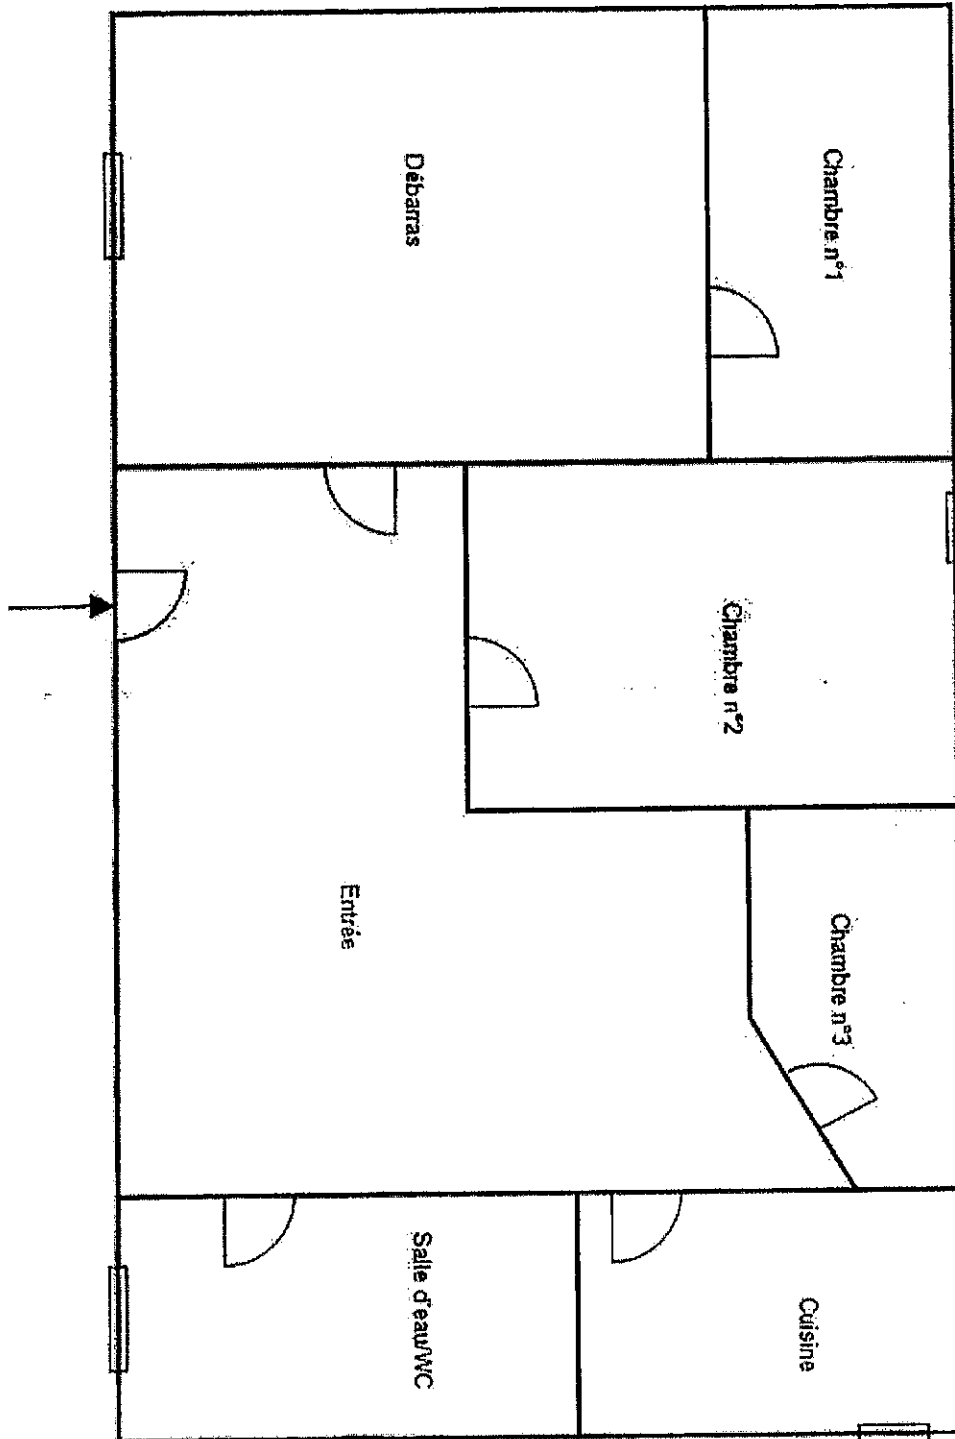 Chambre n°1
Débarras
Chambre n°2
Chambre n°3
Entrée
Cuisine
Salle d'eau/WC